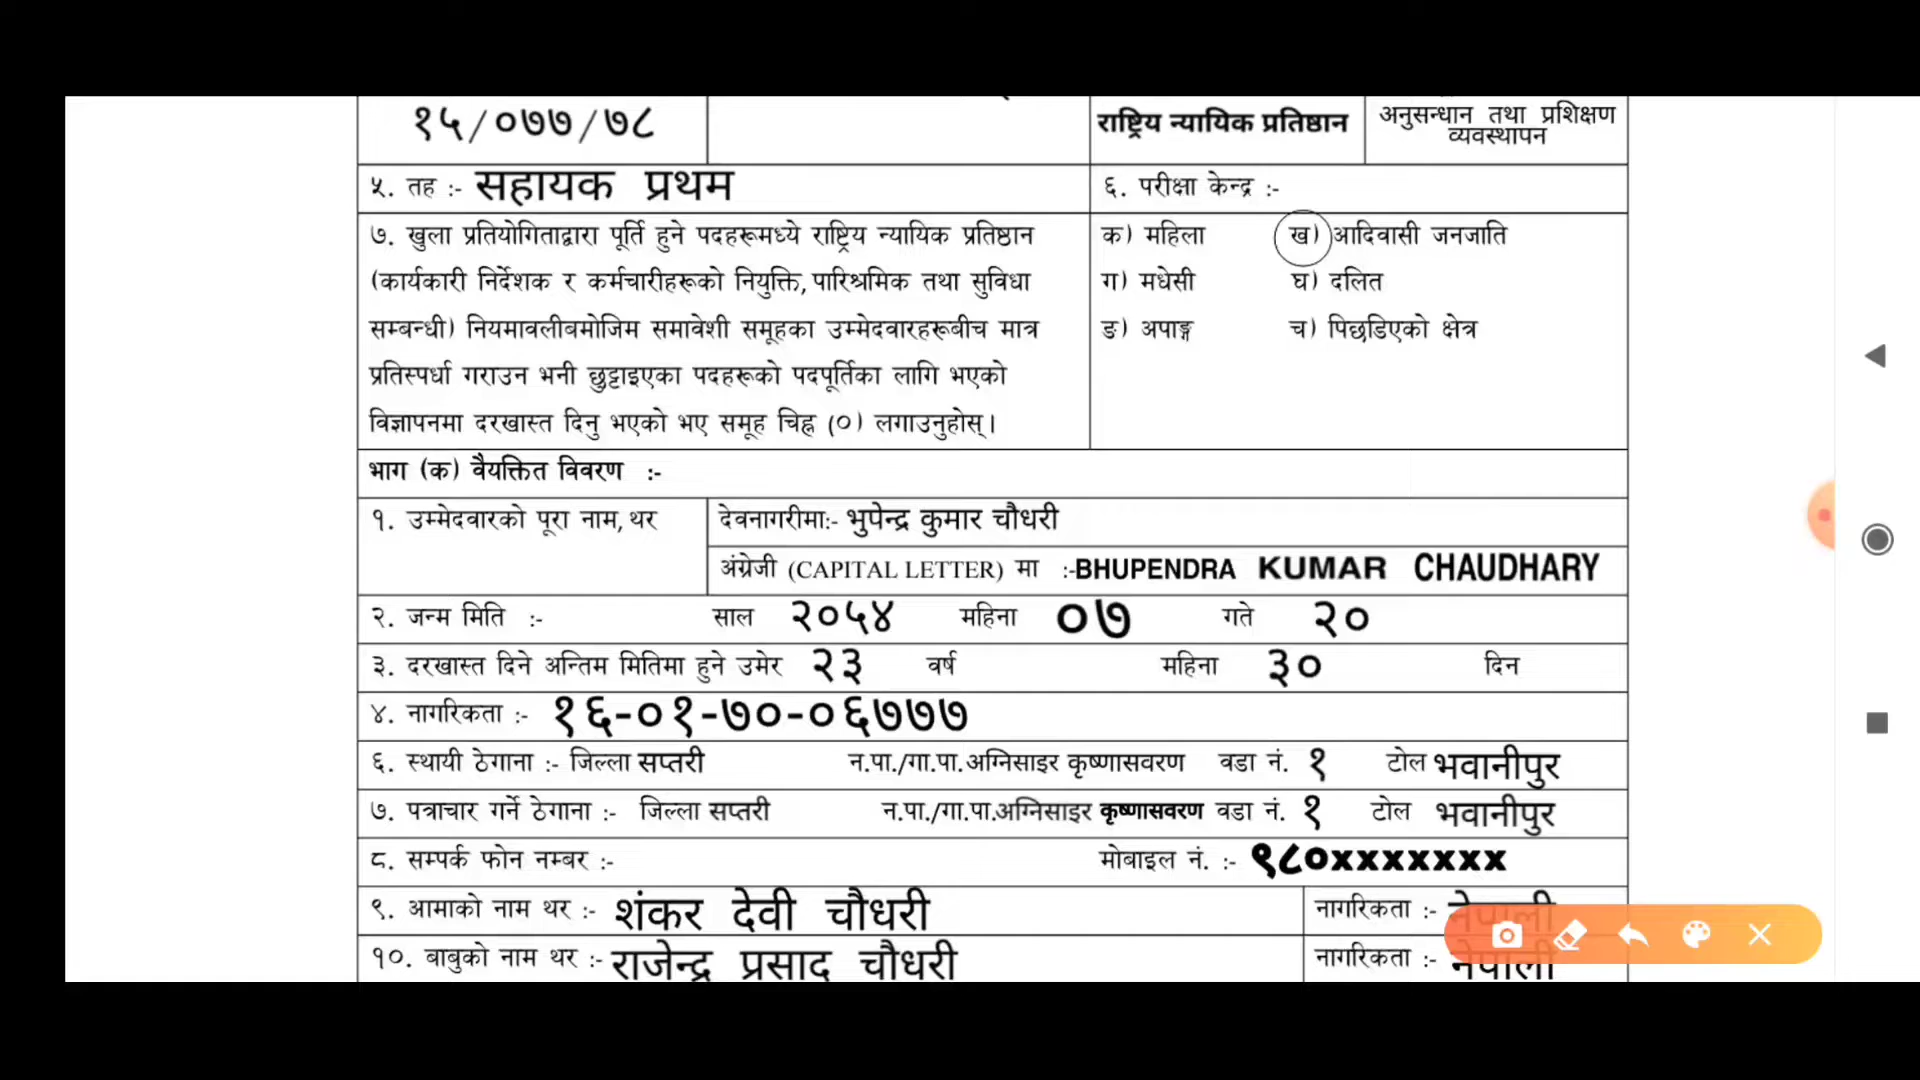 १५/०७७/७८
राष्ट्रिय न्यायिक प्रतिष्ठान
अनुसन्धान तथा प्रशिक्षण
व्यवस्थापन
५. तह :- सहायक प्रथम
६. परीक्षा केन्द्र :-
७. खुला प्रतियोगिताद्वारा पूर्ति हुने पदहरूमध्ये राष्ट्रिय न्यायिक प्रतिष्ठान
(कार्यकारी निर्देशक र कर्मचारीहरूको नियुक्ति, पारिश्रमिक तथा सुविधा
सम्बन्धी) नियमावलीबमोजिम समावेशी समूहका उम्मेदवारहरूबीच मात्र
प्रतिस्पर्धा गराउन भनी छुट्टाइएका पदहरूको पदपूर्तिका लागि भएको
विज्ञापनमा दरखास्त दिनु भएको भए समूह चिह्न (०) लगाउनुहोस्।
क) महिला ख) आदिवासी जनजाति
ग) मधेसी घ) दलित
ङ) अपाङ्ग च) पिछडिएको क्षेत्र
भाग (क) वैयक्तित विवरण :-
१. उम्मेदवारको पूरा नाम, थर
देवनागरीमाः- भुपेन्द्र कुमार चौधरी
अंग्रेजी (CAPITAL LETTER) मा :-BHUPENDRA KUMAR CHAUDHARY
२. जन्म मिति :- साल २०५४ महिना ०७ गते २०
३. दरखास्त दिने अन्तिम मितिमा हुने उमेर २३ वर्ष महिना ३० दिन
४. नागरिकता :- १६-०१-७०-०६७७७
६. स्थायी ठेगाना :- जिल्ला सप्तरी न.पा./गा.पा.अग्निसाइर कृष्णासवरण वडा नं. १ टोल भवानीपुर
७. पत्राचार गर्ने ठेगाना :- जिल्ला सप्तरी न.पा./गा.पा.अग्निसाइर कृष्णासवरण वडा नं. १ टोल भवानीपुर
८. सम्पर्क फोन नम्बर :- मोबाइल नं. :- ९८०xxxxxxx
९. आमाको नाम थर :- शंकर देवी चौधरी नागरिकता :- नेपाली
१०. बाबुको नाम थर :- राजेन्द्र प्रसाद चौधरी नागरिकता :- नेपाली